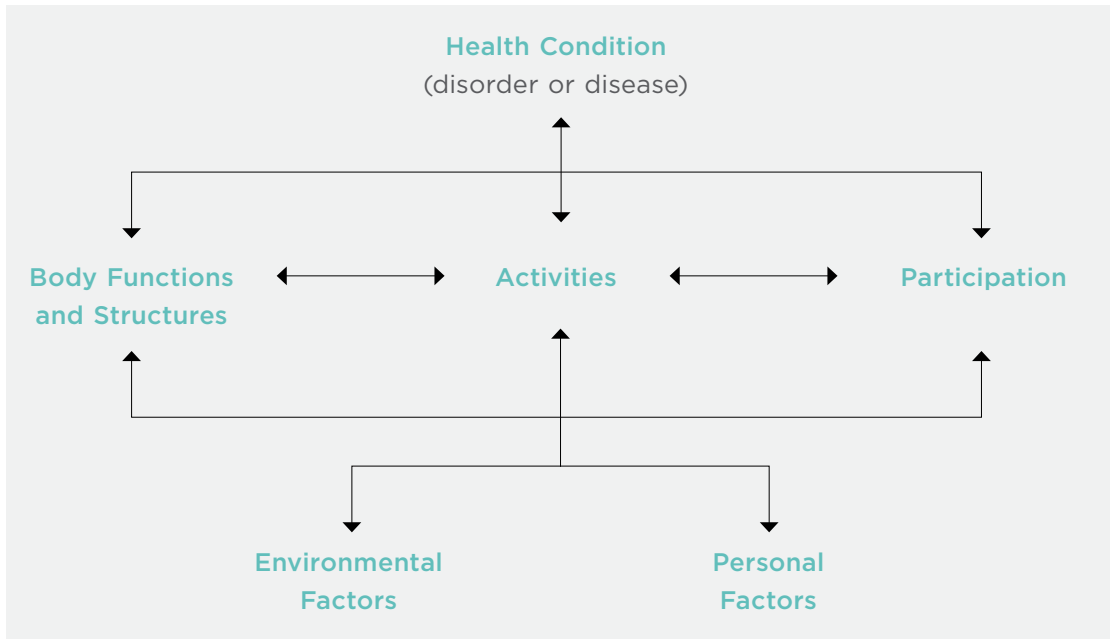 Health Condition
(disorder or disease)
Body Functions
and Structures
Activities
Participation
Environmental
Factors
Personal
Factors